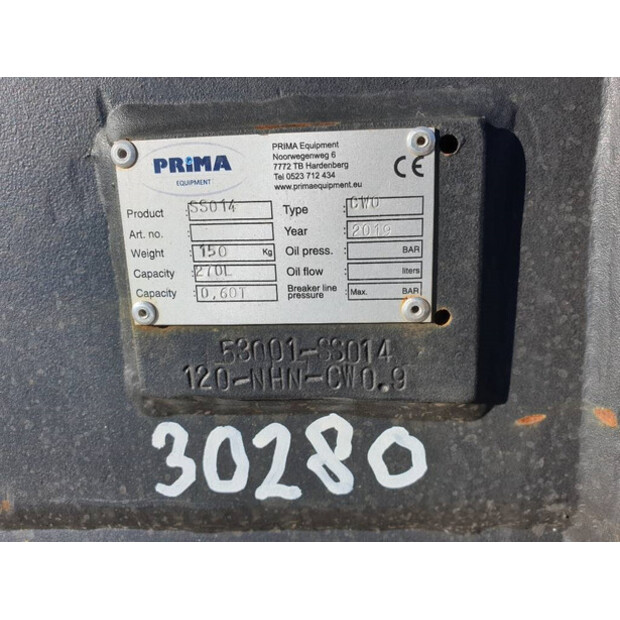 PRIMA
EQUIPMENT
PRIMA Equipment
Noorwegenweg 6
7772 TB Hardenberg
Tel 0523 712 434
www.primaequipment.eu
CE
Product : SS014 Type : CW0
Art. no. : Year : 2019
Weight : 150 Kg Oil press. : BAR
Capacity : 270L Oil flow : liters
Capacity : 0,60T Breaker line pressure : Max. BAR
53001-SS014
120-NHN-CW0.9
30280